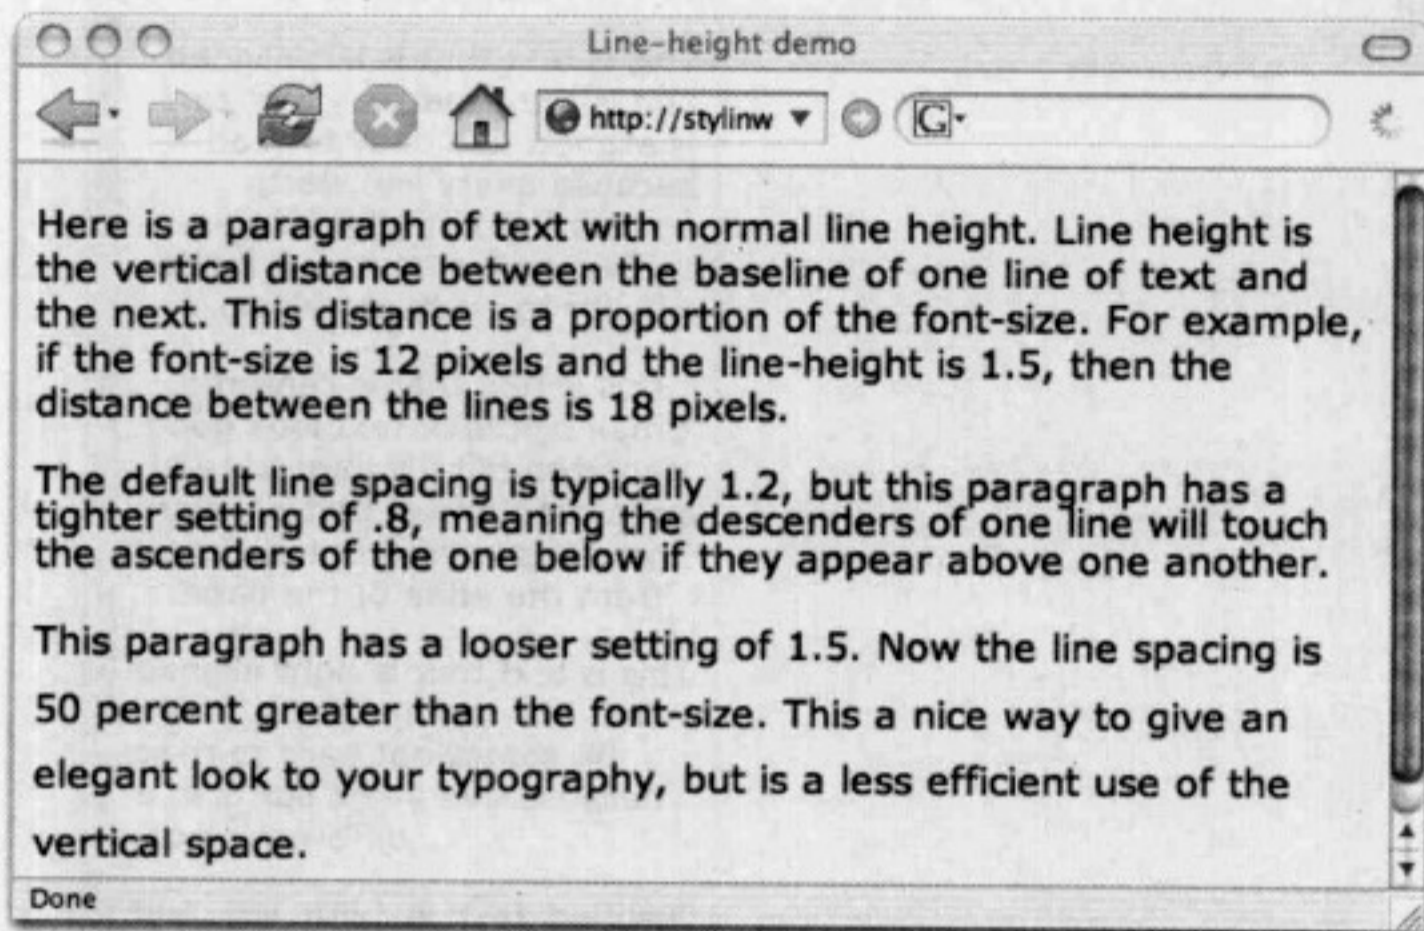 Line-height demo
http://stylinw
G
Here is a paragraph of text with normal line height. Line height is
the vertical distance between the baseline of one line of text and
the next. This distance is a proportion of the font-size. For example,
if the font-size is 12 pixels and the line-height is 1.5, then the
distance between the lines is 18 pixels.
The default line spacing is typically 1.2, but this paragraph has a
tighter setting of .8, meaning the descenders of one line will touch
the ascenders of the one below if they appear above one another.
This paragraph has a looser setting of 1.5. Now the line spacing is
50 percent greater than the font-size. This a nice way to give an
elegant look to your typography, but is a less efficient use of the
vertical space.
Done